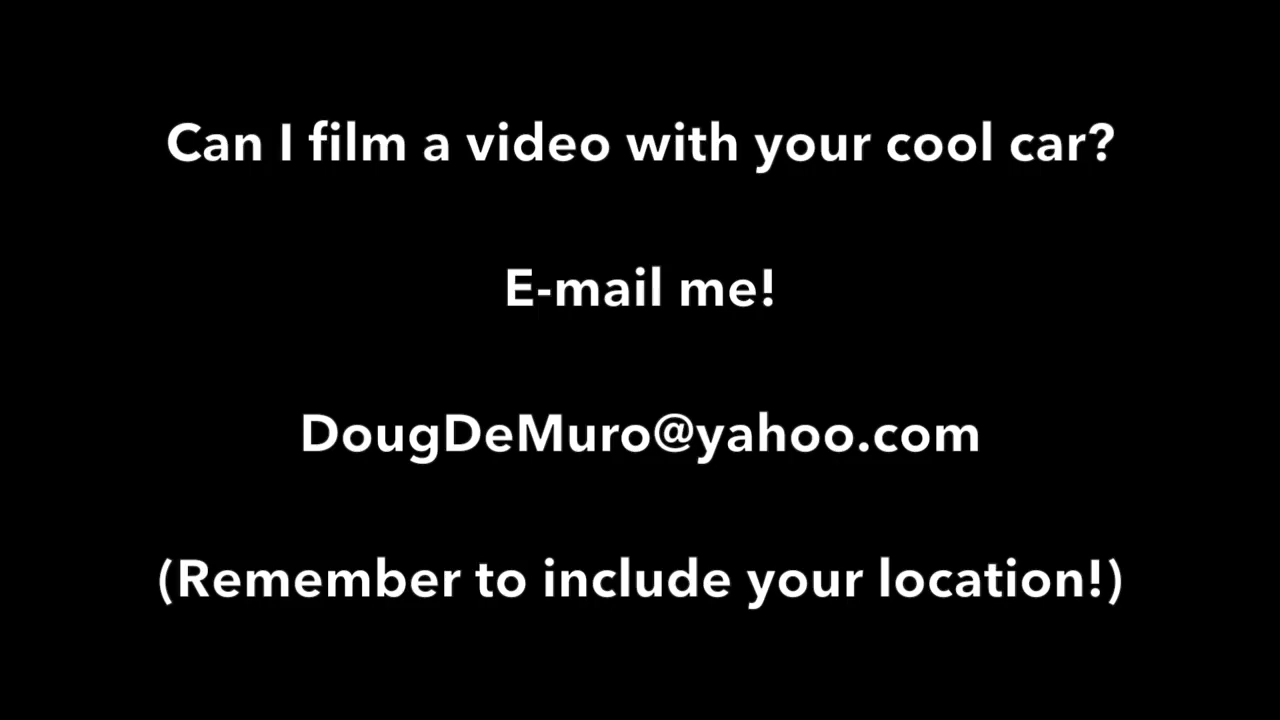 Can I film a video with your cool car?
E-mail me!
DougDeMuro@yahoo.com
(Remember to include your location!)